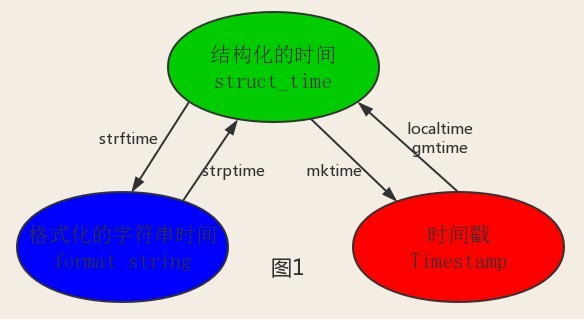 结构化的时间
struct_time
strftime
strptime
mktime
localtime
gmtime
格式化的字符串时间
format string
时间戳
Timestamp
图1